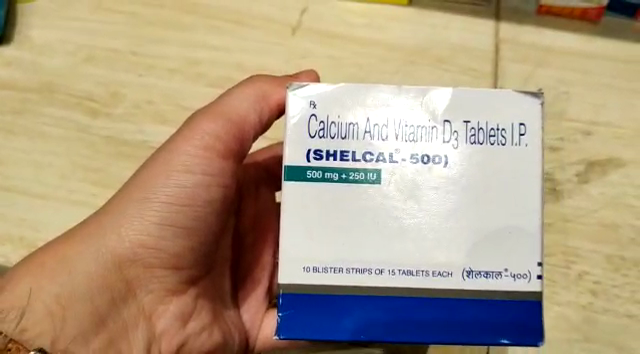 Rx
Calcium And Vitamin D3 Tablets I.P.
(SHELCAL®-500)
500 mg + 250 IU
10 BLISTER STRIPS OF 15 TABLETS EACH (शेलकाल®-५००)